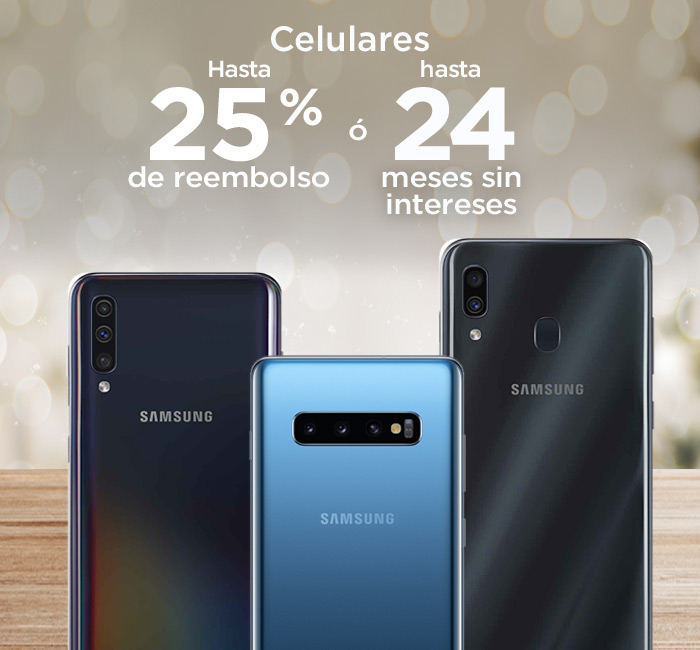 Celulares
Hasta
25%
de reembolso
ó
hasta
24
meses sin
intereses
SAMSUNG
SAMSUNG
SAMSUNG